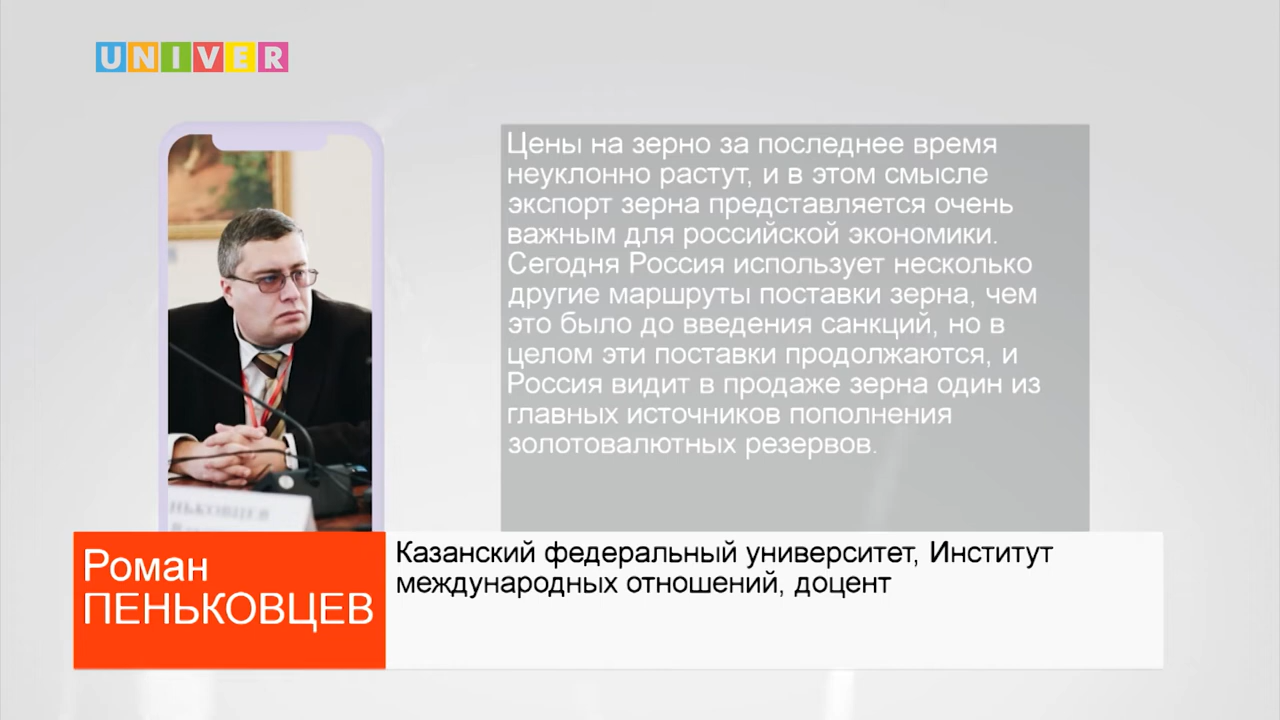 UNIVER
Цены на зерно за последнее время
неуклонно растут, и в этом смысле
экспорт зерна представляется очень
важным для российской экономики.
Сегодня Россия использует несколько
другие маршруты поставки зерна, чем
это было до введения санкций, но в
целом эти поставки продолжаются, и
Россия видит в продаже зерна один из
главных источников пополнения
золотовалютных резервов.
Роман
ПЕНЬКОВЦЕВ
Казанский федеральный университет, Институт
международных отношений, доцент